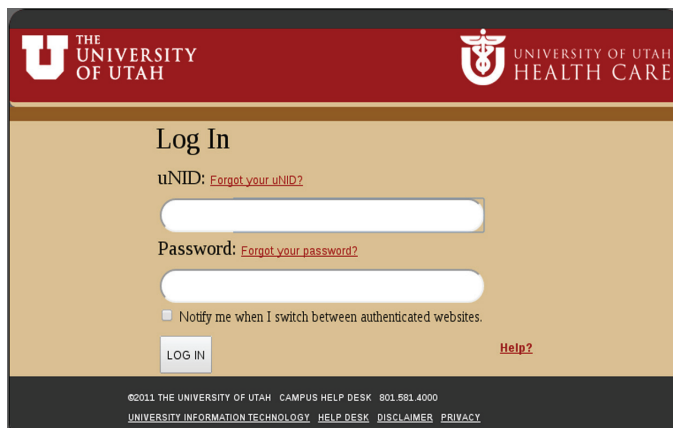 THE
UNIVERSITY
OF UTAH
UNIVERSITY OF UTAH
HEALTH CARE
Log In
uNID: Forgot your uNID?
Password: Forgot your password?
Notify me when I switch between authenticated websites.
LOG IN
Help?
©2011 THE UNIVERSITY OF UTAH CAMPUS HELP DESK 801.581.4000
UNIVERSITY INFORMATION TECHNOLOGY HELP DESK DISCLAIMER PRIVACY